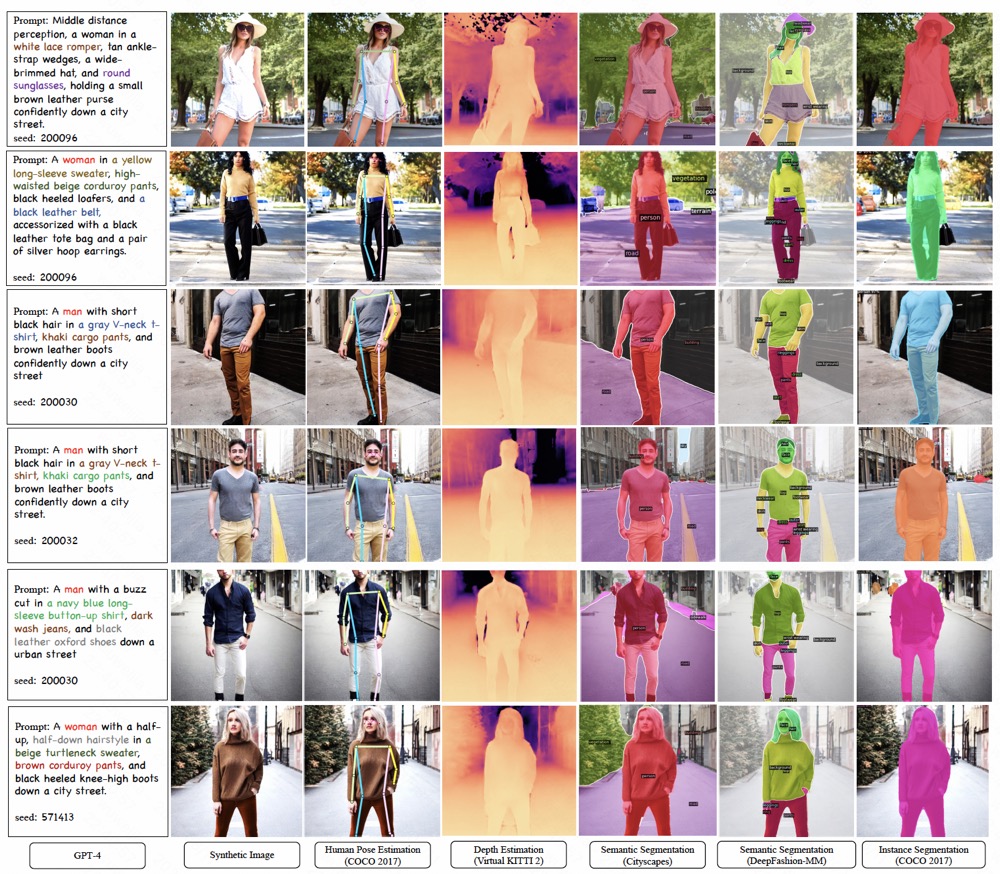 Prompt: Middle distance
perception, a woman in a
white lace romper, tan ankle-
strap wedges, a wide-
brimmed hat, and round
sunglasses, holding a small
brown leather purse
confidently down a city
street.
seed: 200096
Prompt: A woman in a yellow
long-sleeve sweater, high-
waisted beige corduroy pants,
black heeled loafers, and a
black leather belt,
accessorized with a black
leather tote bag and a pair
of silver hoop earrings.
seed: 200096
vegetation
pol
terrain
person
road
Prompt: A man with short
black hair in a gray V-neck t-
shirt, khaki cargo pants, and
brown leather boots
confidently down a city
street
seed: 200030
Prompt: A man with short
black hair in a gray V-neck t-
shirt, khaki cargo pants, and
brown leather boots
confidently down a city
street.
seed: 200032
Prompt: A man with a buzz
cut in a navy blue long-
sleeve button-up shirt, dark
wash jeans, and black
leather oxford shoes down a
urban street
seed: 200030
Prompt: A woman with a half-
up, half-down hairstyle in a
beige turtleneck sweater,
brown corduroy pants, and
black heeled knee-high boots
down a city street.
seed: 571413
GPT-4
Synthetic Image
Human Pose Estimation
(COCO 2017)
Depth Estimation
(Virtual KITTI 2)
Semantic Segmentation
(Cityscapes)
Semantic Segmentation
(DeepFashion-MM)
Instance Segmentation
(COCO 2017)